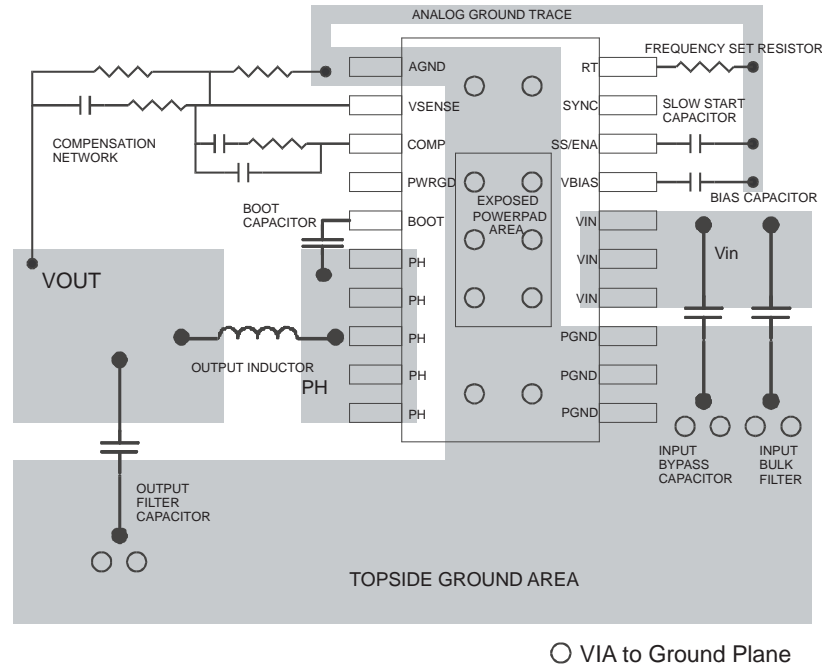 ANALOG GROUND TRACE
FREQUENCY SET RESISTOR
AGND
RT
VSENSE
SYNC
SLOW START
CAPACITOR
COMPENSATION
NETWORK
COMP
SS/ENA
PWRGD
VBIAS
BIAS CAPACITOR
EXPOSED
POWERPAD
AREA
BOOT
CAPACITOR
BOOT
VIN
PH
VIN
Vin
VOUT
PH
VIN
PH
PGND
OUTPUT INDUCTOR
PH
PH
PGND
PH
PGND
INPUT
BYPASS
CAPACITOR
INPUT
BULK
FILTER
OUTPUT
FILTER
CAPACITOR
TOPSIDE GROUND AREA
VIA to Ground Plane